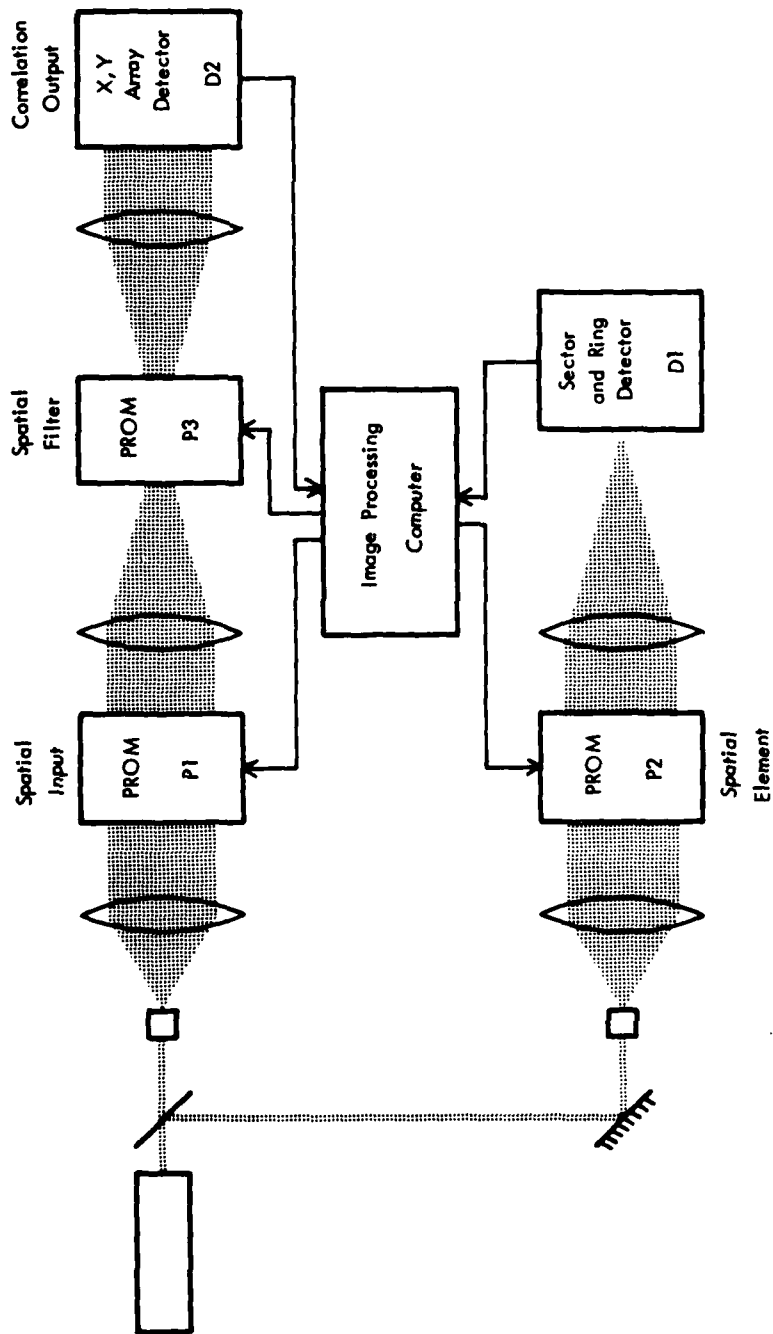 Spatial
Input
PROM
P1
Spatial
Filter
PROM
P3
Correlation
Output
X, Y
Array
Detector
D2
Image Processing
Computer
PROM
P2
Spatial
Element
Sector
and Ring
Detector
D1